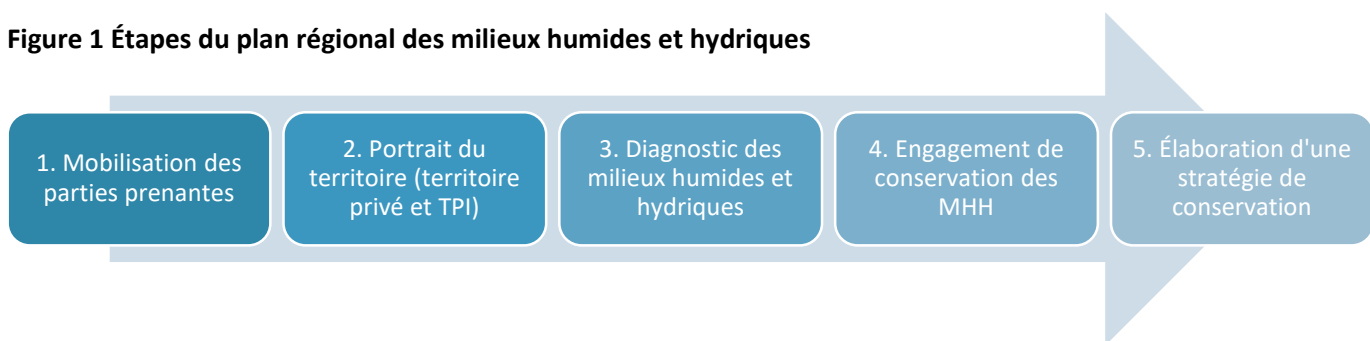 Figure 1 Étapes du plan régional des milieux humides et hydriques
1. Mobilisation des
parties prenantes
2. Portrait du
territoire (territoire
privé et TPI)
3. Diagnostic des
milieux humides et
hydriques
4. Engagement de
conservation des
MHH
5. Élaboration d'une
stratégie de
conservation